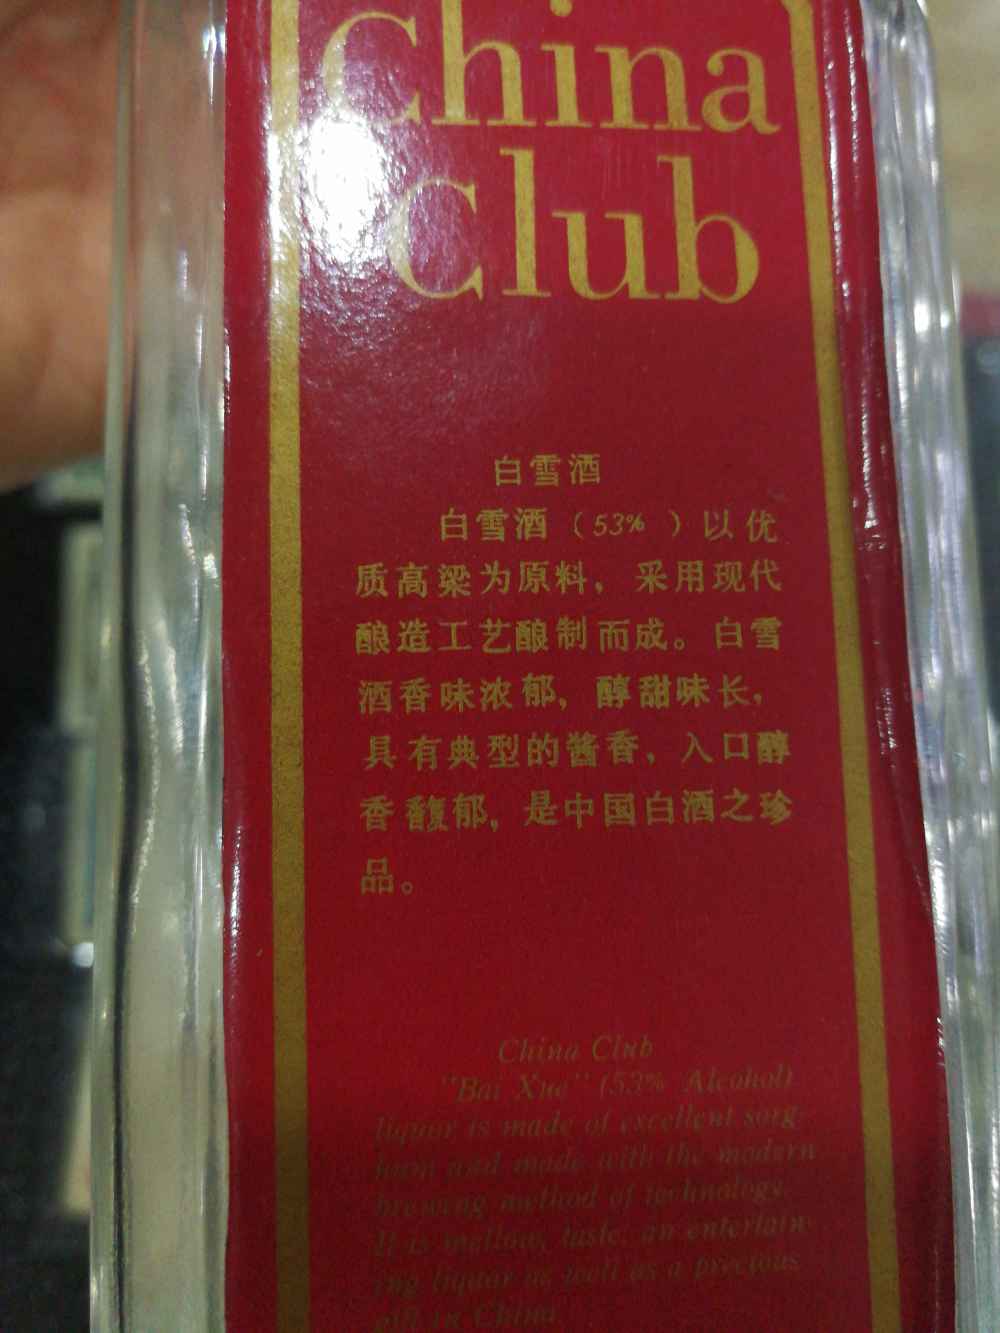 China
Club
白雪酒
白雪酒（53%）以优
质高梁为原料，采用现代
酿造工艺酿制而成。白雪
酒香味浓郁，醇甜味长，
具有典型的酱香，入口醇
香馥郁，是中国白酒之珍
品。
China Club
"Bai Xue" (53% Alcohol)
liquor is made of excellent sorg-
hum and made with the modern
brewing method of technology.
It is mellow, taste, an entertain-
ing liquor as well as a precious
gift in China.